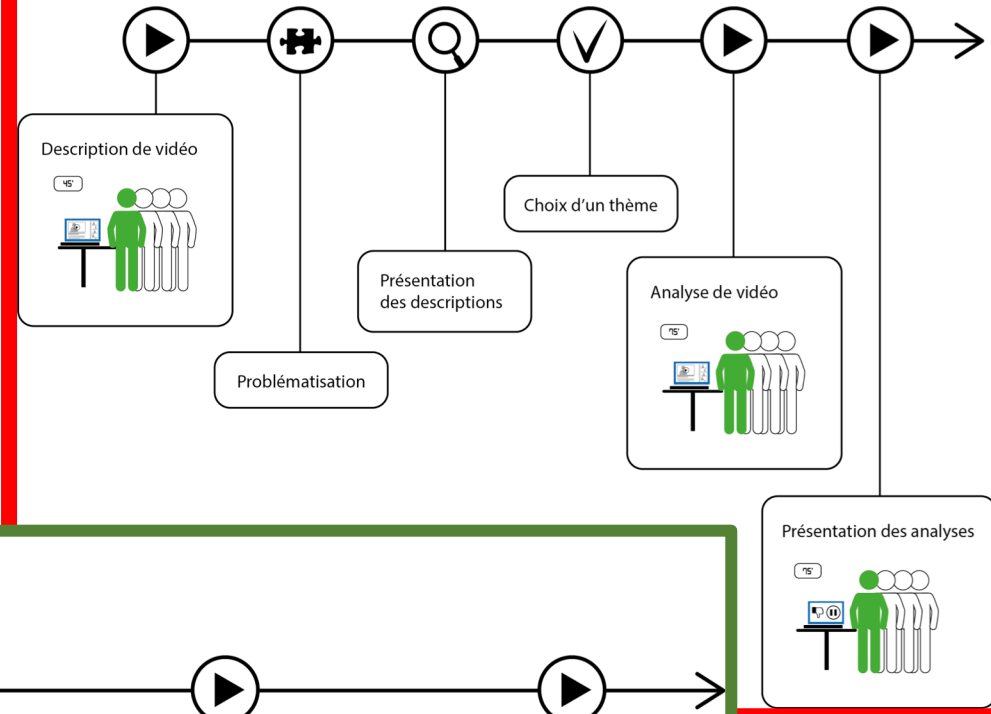 Description de vidéo
45'
Problématisation
Présentation
des descriptions
Choix d'un thème
Analyse de vidéo
75'
Présentation des analyses
75'